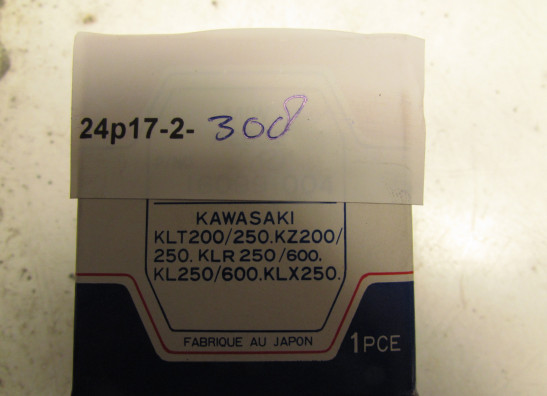 24p17-2- 308
KAWASAKI
KLT200/250.KZ200/
250. KLR 250/600.
KL250/600.KLX250.
FABRIQUE AU JAPON
1PCE